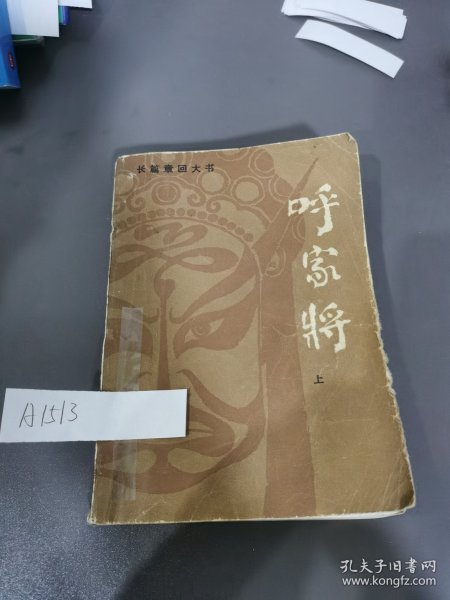 长篇章回大书
呼家將
上
A1513
孔夫子旧书网
www.kongfz.com